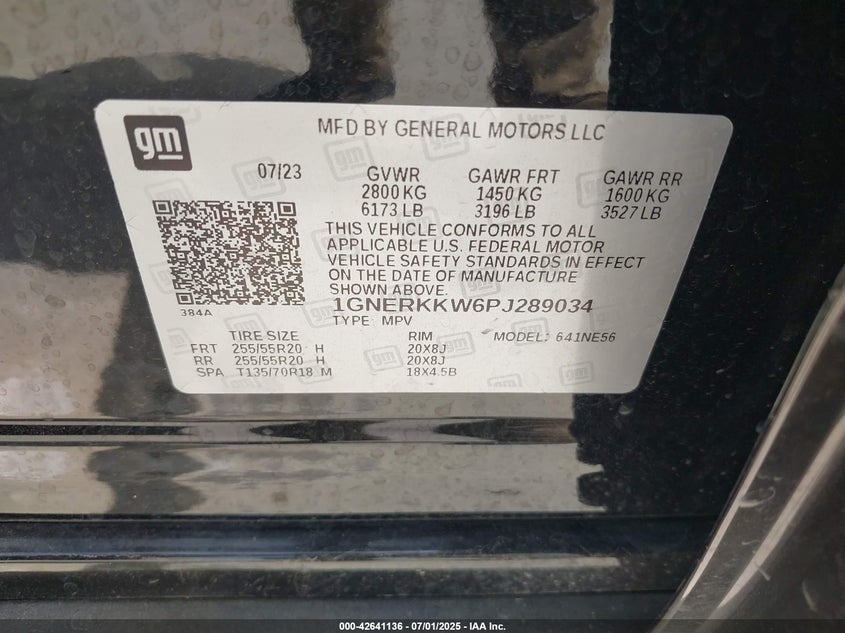 gm
MFD BY GENERAL MOTORS LLC
07/23 GVWR GAWR FRT GAWR RR
2800 KG 1450 KG 1600 KG
6173 LB 3196 LB 3527 LB
THIS VEHICLE CONFORMS TO ALL
APPLICABLE U.S. FEDERAL MOTOR
VEHICLE SAFETY STANDARDS IN EFFECT
ON THE DATE OF MANUFACTURE
SHOWN ABOVE.
384A
1GNERKKW6PJ289034
TYPE: MPV
TIRE SIZE RIM MODEL: 641NE56
FRT 255/55R20 H 20X8J
RR 255/55R20 H 20X8J
SPA T135/70R18 M 18X4.5B
000-42641136 - 07/01/2025 - IAA Inc.